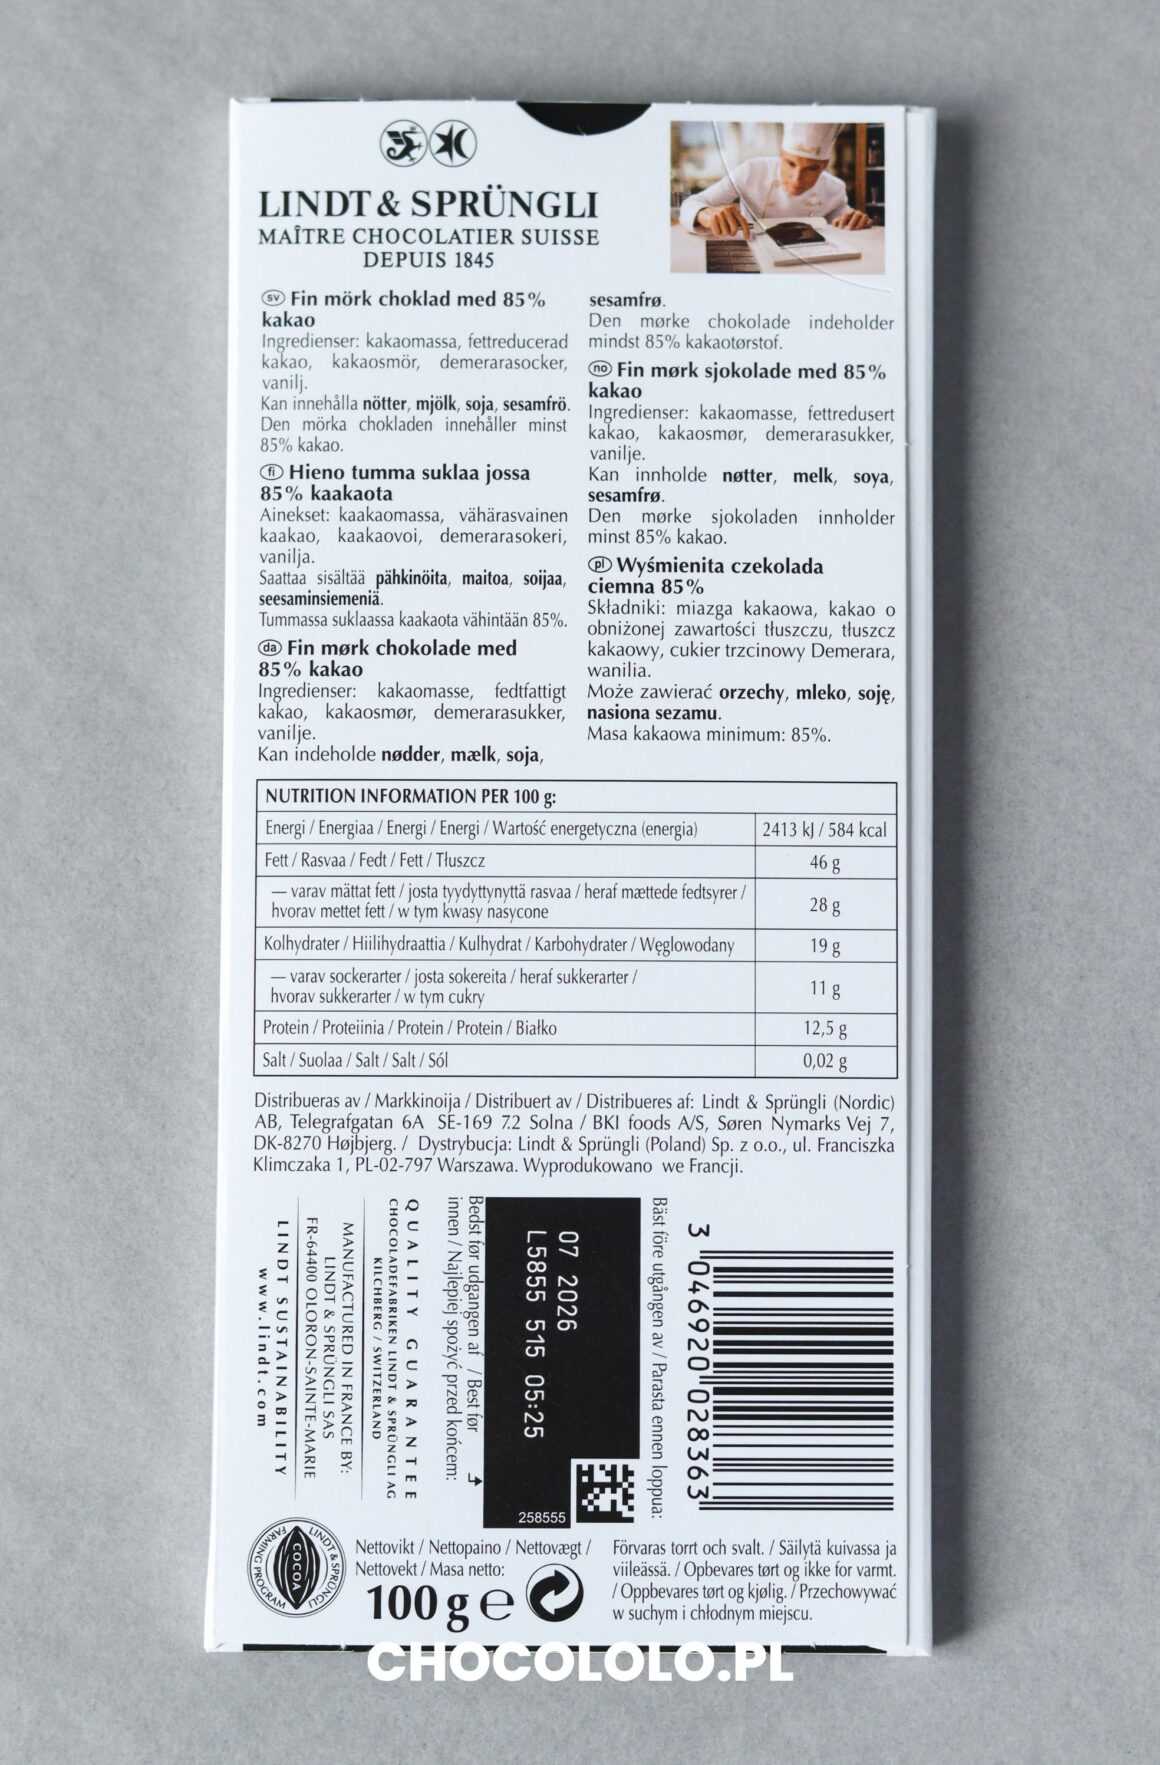 LINDT & SPRÜNGLI
MAÎTRE CHOCOLATIER SUISSE
DEPUIS 1845
sv Fin mörk choklad med 85%
kakao
Ingredienser: kakaomassa, fettreducerad
kakao, kakaosmör, demerarasocker,
vanilj.
Kan innehålla nötter, mjölk, soja, sesamfrö.
Den mörka chokladen innehåller minst
85% kakao.
fi Hieno tumma suklaa jossa
85% kaakaota
Ainekset: kaakaomassa, vähärasvainen
kaakao, kaakaovoi, demerarasokeri,
vanilja.
Saattaa sisältää pähkinöitä, maitoa, soijaa,
seesaminsiemeniä.
Tummassa suklaassa kaakaota vähintään 85%.
da Fin mørk chokolade med
85% kakao
Ingredienser: kakaomasse, fedtfattigt
kakao, kakaosmør, demerarasukker,
vanilje.
Kan indeholde nødder, mælk, soja,
sesamfrø.
Den mørke chokolade indeholder
mindst 85% kakaotørstof.
no Fin mørk sjokolade med 85%
kakao
Ingredienser: kakaomasse, fettredusert
kakao, kakaosmør, demerarasukker,
vanilje.
Kan innholde nøtter, melk, soya,
sesamfrø.
Den mørke sjokoladen innholder
minst 85% kakao.
pl Wyśmienita czekolada
ciemna 85%
Składniki: miazga kakaowa, kakao o
obniżonej zawartości tłuszczu, tłuszcz
kakaowy, cukier trzcinowy Demerara,
wanilia.
Może zawierać orzechy, mleko, soję,
nasiona sezamu.
Masa kakaowa minimum: 85%.
NUTRITION INFORMATION PER 100 g:
Energi / Energiaa / Energi / Energi / Wartość energetyczna (energia) 2413 kJ / 584 kcal
Fett / Rasvaa / Fedt / Fett / Tłuszcz 46 g
— varav mättat fett / josta tyydyttynyttä rasvaa / heraf mættede fedtsyrer /
hvorav mettet fett / w tym kwasy nasycone 28 g
Kolhydrater / Hiilihydraattia / Kulhydrat / Karbohydrater / Węglowodany 19 g
— varav sockerarter / josta sokereita / heraf sukkerarter /
hvorav sukkerarter / w tym cukry 11 g
Protein / Proteiinia / Protein / Protein / Białko 12,5 g
Salt / Suolaa / Salt / Salt / Sól 0,02 g
Distribueras av / Markkinoija / Distribuert av / Distribueres af: Lindt & Sprüngli (Nordic)
AB, Telegrafgatan 6A SE-169 72 Solna / BKI foods A/S, Søren Nymarks Vej 7,
DK-8270 Højbjerg. / Dystrybucja: Lindt & Sprüngli (Poland) Sp. z o.o., ul. Franciszka
Klimczaka 1, PL-02-797 Warszawa. Wyprodukowano we Francji.
3 046920 028363
Bäst före utgången av / Parasta ennen loppua:
07 2026
L5855 515 05:25
258555
Bedst før udgangen af / Best før
innen / Najlepiej spożyć przed końcem:
QUALITY GUARANTEE
CHOCOLADEFABRIKEN LINDT & SPRÜNGLI AG
KILCHBERG / SWITZERLAND
MANUFACTURED IN FRANCE BY:
LINDT & SPRÜNGLI SAS
FR-64400 OLORON-SAINTE-MARIE
LINDT SUSTAINABILITY
www.lindt.com
LINDT & SPRÜNGLI
FARMING PROGRAM
COCOA
Nettovikt / Nettopaino / Nettovægt /
Nettovekt / Masa netto:
100 g e
Förvaras torrt och svalt. / Säilytä kuivassa ja
viileässä. / Opbevares tørt og ikke for varmt.
/ Oppbevares tørt og kjølig. / Przechowywać
w suchym i chłodnym miejscu.
CHOCOLOLO.PL